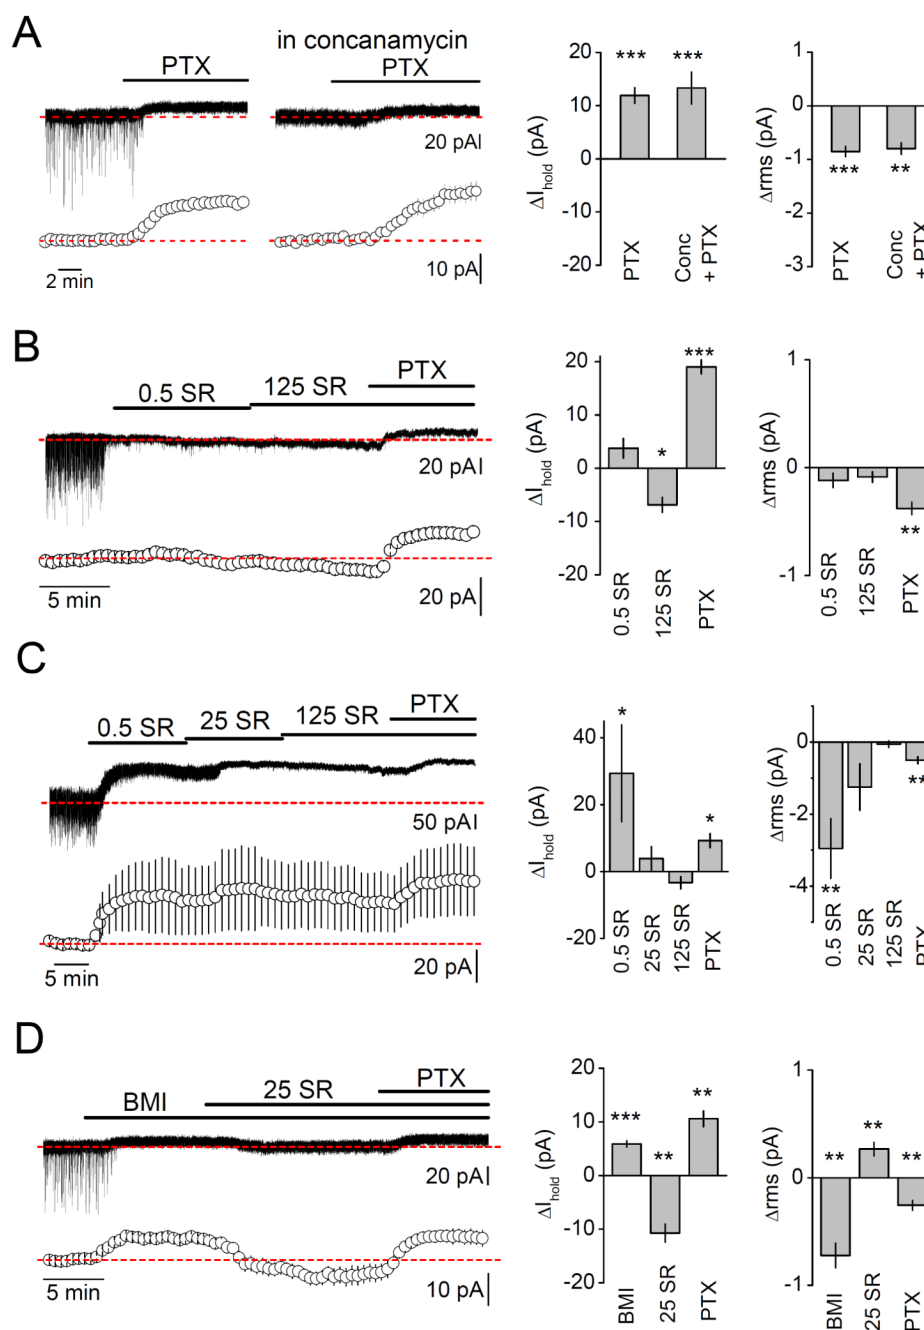 A
in concanamycin
PTX
PTX
20 pA
10 pA
2 min
ΔIhold (pA)
20
10
0
-10
-20
***
***
PTX
Conc
+ PTX
Δrms (pA)
1
0
-1
-2
-3
***
**
PTX
Conc
+ PTX
B
PTX
0.5 SR
125 SR
20 pA
20 pA
5 min
ΔIhold (pA)
20
10
0
-10
-20
*
***
0.5 SR
125 SR
PTX
Δrms (pA)
1
0
-1
**
0.5 SR
125 SR
PTX
C
PTX
0.5 SR
25 SR
125 SR
50 pA
20 pA
5 min
ΔIhold (pA)
40
20
0
-20
*
*
0.5 SR
25 SR
125 SR
PTX
Δrms (pA)
0
-2
-4
**
**
0.5 SR
25 SR
125 SR
PTX
D
PTX
BMI
25 SR
20 pA
10 pA
5 min
ΔIhold (pA)
20
10
0
-10
-20
***
**
**
BMI
25 SR
PTX
Δrms (pA)
1
0
-1
**
**
**
BMI
25 SR
PTX